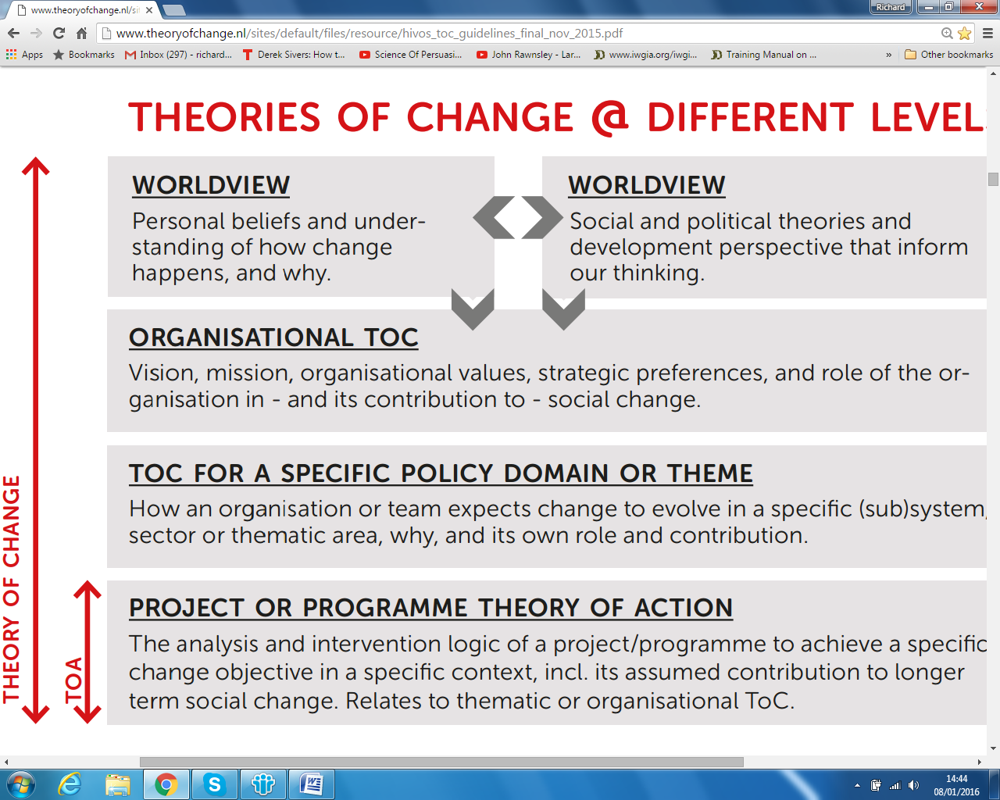 www.theoryofchange.nl/sit
Richard
www.theoryofchange.nl/sites/default/files/resource/hivos_toc_guidelines_final_nov_2015.pdf
Apps Bookmarks Inbox (297) - richard... Derek Sivers: How t... Science Of Persuasi... John Rawnsley - Lar... www.iwgia.org/iwgi... Training Manual on ... » Other bookmarks
THEORIES OF CHANGE @ DIFFERENT LEVELS
WORLDVIEW
Personal beliefs and under-
standing of how change
happens, and why.
WORLDVIEW
Social and political theories and
development perspective that inform
our thinking.
ORGANISATIONAL TOC
Vision, mission, organisational values, strategic preferences, and role of the or-
ganisation in - and its contribution to - social change.
TOC FOR A SPECIFIC POLICY DOMAIN OR THEME
How an organisation or team expects change to evolve in a specific (sub)system,
sector or thematic area, why, and its own role and contribution.
PROJECT OR PROGRAMME THEORY OF ACTION
The analysis and intervention logic of a project/programme to achieve a specific
change objective in a specific context, incl. its assumed contribution to longer
term social change. Relates to thematic or organisational ToC.
THEORY OF CHANGE
TOA
14:44
08/01/2016